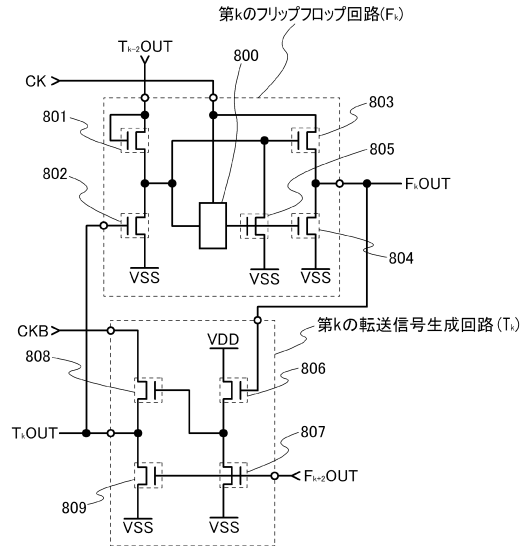 第kのフリップフロップ回路(Fk)
Tk-2OUT
800
CK
801
803
805
802
FkOUT
804
VSS
VSS
VSS
CKB
第kの転送信号生成回路(Tk)
808
VDD
806
TkOUT
807
Fk+2OUT
809
VSS
VSS